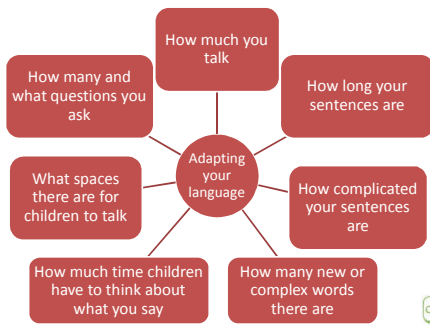 How much you
talk
How many and
what questions you
ask
How long your
sentences are
Adapting
your
language
What spaces
there are for
children to talk
How complicated
your sentences
are
How much time children
have to think about
what you say
How many new or
complex words
there are